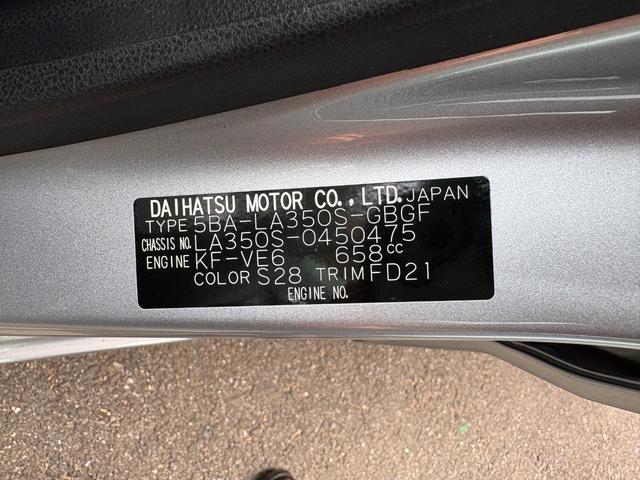 DAIHATSU MOTOR CO., LTD. JAPAN
TYPE 5BA-LA350S-GBGF
CHASSIS NO. LA350S-0450475
ENGINE KF-VE6 658cc
COLOR S28 TRIM FD21
ENGINE NO.